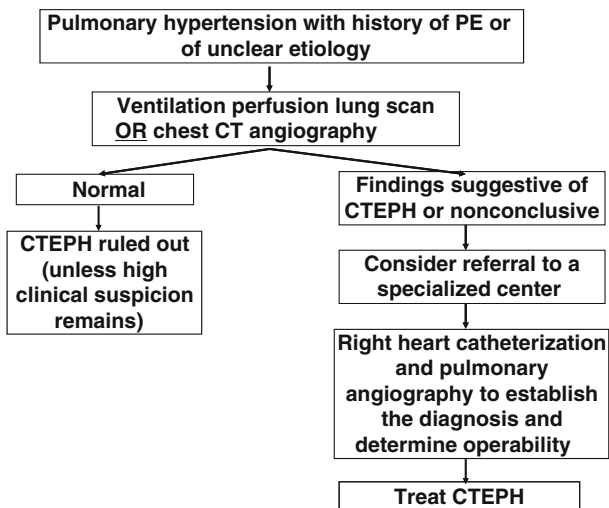 Pulmonary hypertension with history of PE or
of unclear etiology
Ventilation perfusion lung scan
OR chest CT angiography
Normal
CTEPH ruled out
(unless high
clinical suspicion
remains)
Findings suggestive of
CTEPH or nonconclusive
Consider referral to a
specialized center
Right heart catheterization
and pulmonary
angiography to establish
the diagnosis and
determine operability
Treat CTEPH